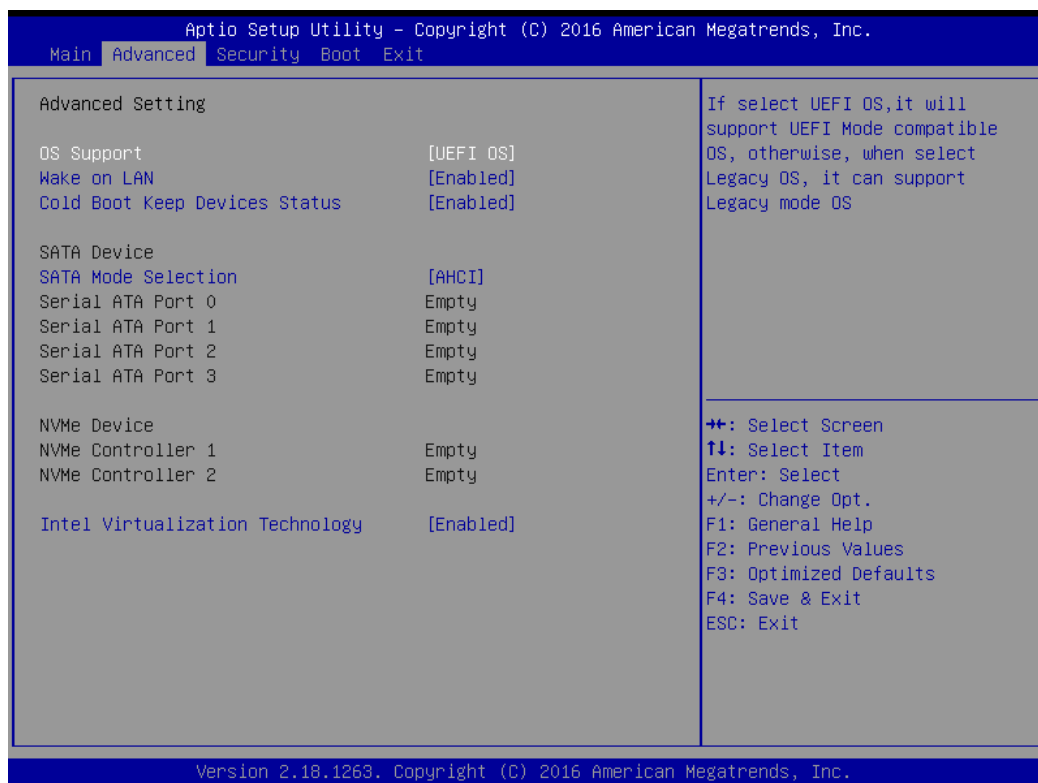 Aptio Setup Utility – Copyright (C) 2016 American Megatrends, Inc.
Main Advanced Security Boot Exit
Advanced Setting
OS Support [UEFI OS]
Wake on LAN [Enabled]
Cold Boot Keep Devices Status [Enabled]
SATA Device
SATA Mode Selection [AHCI]
Serial ATA Port 0 Empty
Serial ATA Port 1 Empty
Serial ATA Port 2 Empty
Serial ATA Port 3 Empty
NVMe Device
NVMe Controller 1 Empty
NVMe Controller 2 Empty
Intel Virtualization Technology [Enabled]
If select UEFI OS,it will
support UEFI Mode compatible
OS, otherwise, when select
Legacy OS, it can support
Legacy mode OS
→←: Select Screen
↑↓: Select Item
Enter: Select
+/-: Change Opt.
F1: General Help
F2: Previous Values
F3: Optimized Defaults
F4: Save & Exit
ESC: Exit
Version 2.18.1263. Copyright (C) 2016 American Megatrends, Inc.